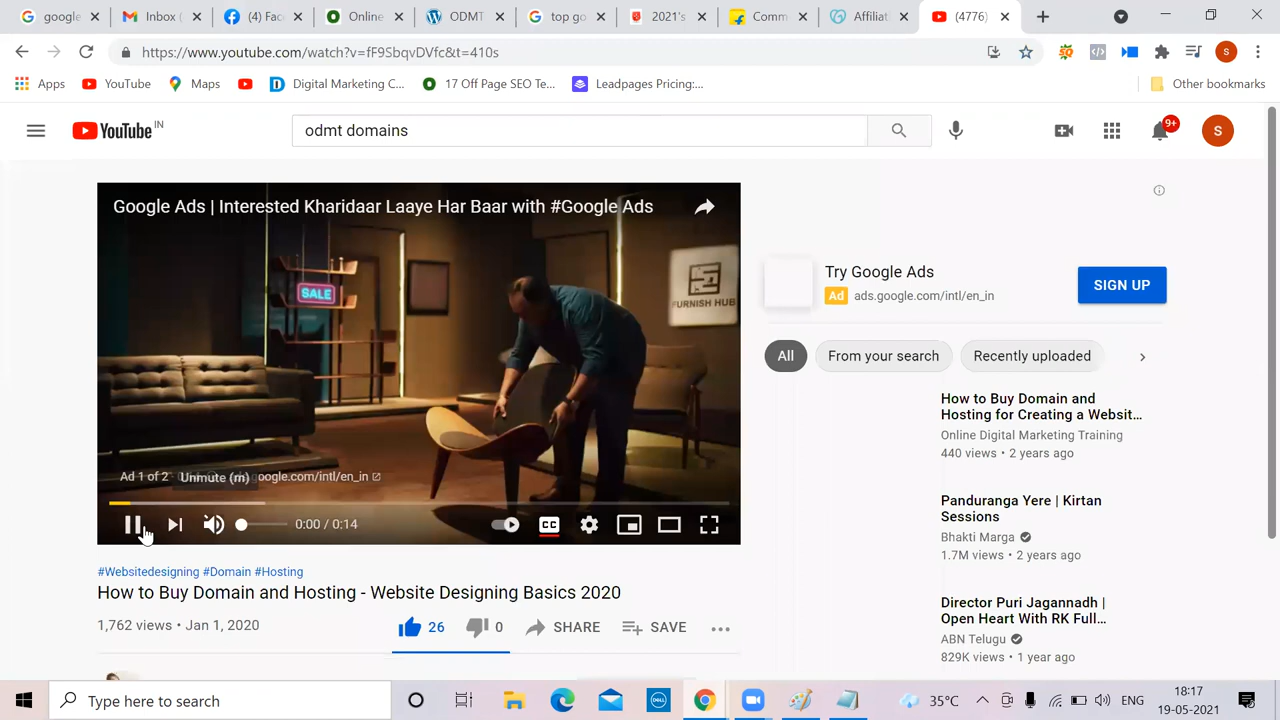 google
Inbox (
(4) Fac
Online
ODMT
top go
2021's
Comm
Affiliat
(4776)
https://www.youtube.com/watch?v=fF9SbqvDVfc&t=410s
S
Apps
YouTube
Maps
Digital Marketing C...
17 Off Page SEO Te...
Leadpages Pricing:...
Other bookmarks
YouTube IN
odmt domains
9+
S
Google Ads | Interested Kharidaar Laaye Har Baar with #Google Ads
SALE
FURNISH HUB
Ad 1 of 2
Unmute (m)
oogle.com/intl/en_in
0:00 / 0:14
CC
Try Google Ads
Ad ads.google.com/intl/en_in
SIGN UP
All
From your search
Recently uploaded
How to Buy Domain and
Hosting for Creating a Websit...
Online Digital Marketing Training
440 views • 2 years ago
Panduranga Yere | Kirtan
Sessions
Bhakti Marga
1.7M views • 2 years ago
Director Puri Jagannadh |
Open Heart With RK Full...
ABN Telugu
829K views • 1 year ago
#Websitedesigning #Domain #Hosting
How to Buy Domain and Hosting - Website Designing Basics 2020
1,762 views • Jan 1, 2020
26
0
SHARE
SAVE
Type here to search
DELL
35°C
ENG
18:17
19-05-2021